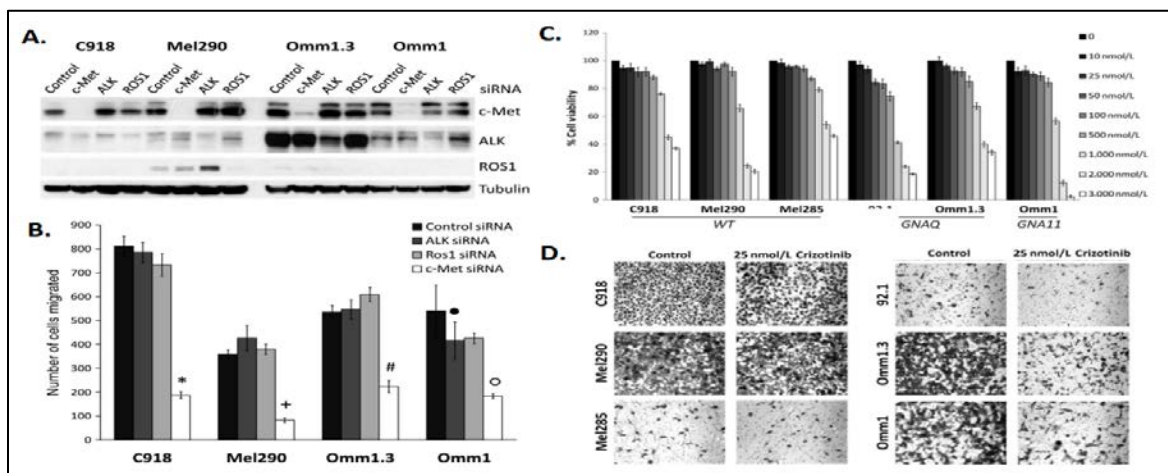 A.
C918 Mel290 Omm1.3 Omm1
Control c-Met ALK ROS1 Control c-Met ALK ROS1 Control c-Met ALK ROS1 Control c-Met ALK ROS1 siRNA
c-Met
ALK
ROS1
Tubulin
B.
Control siRNA
ALK siRNA
Ros1 siRNA
c-Met siRNA
Number of cells migrated
900
800
700
600
500
400
300
200
100
0
* + # 
C918 Mel290 Omm1.3 Omm1
C.
% Cell viability
120
100
80
60
40
20
0
0
10 nmol/L
25 nmol/L
50 nmol/L
100 nmol/L
500 nmol/L
1,000 nmol/L
2,000 nmol/L
3,000 nmol/L
C918 Mel290 Mel285 Omm1.3 Omm1
WT GNAQ GNA11
D.
Control 25 nmol/L Crizotinib Control 25 nmol/L Crizotinib
C918
Mel290
Mel285
92.1
Omm1.3
Omm1